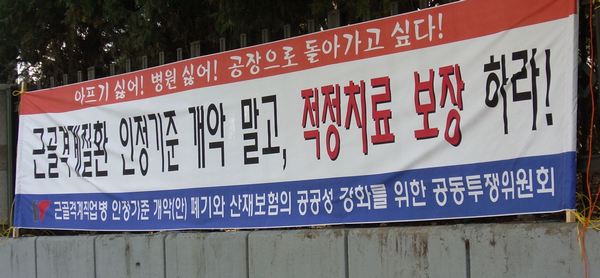 아프기 싫어! 병원 싫어! 공장으로 돌아가고 싶다!
근골격계질환 인정기준 개악 말고, 적정치료 보장 하라!
근골격계직업병 인정기준 개악(안) 폐기와 산재보험의 공공성 강화를 위한 공동투쟁위원회